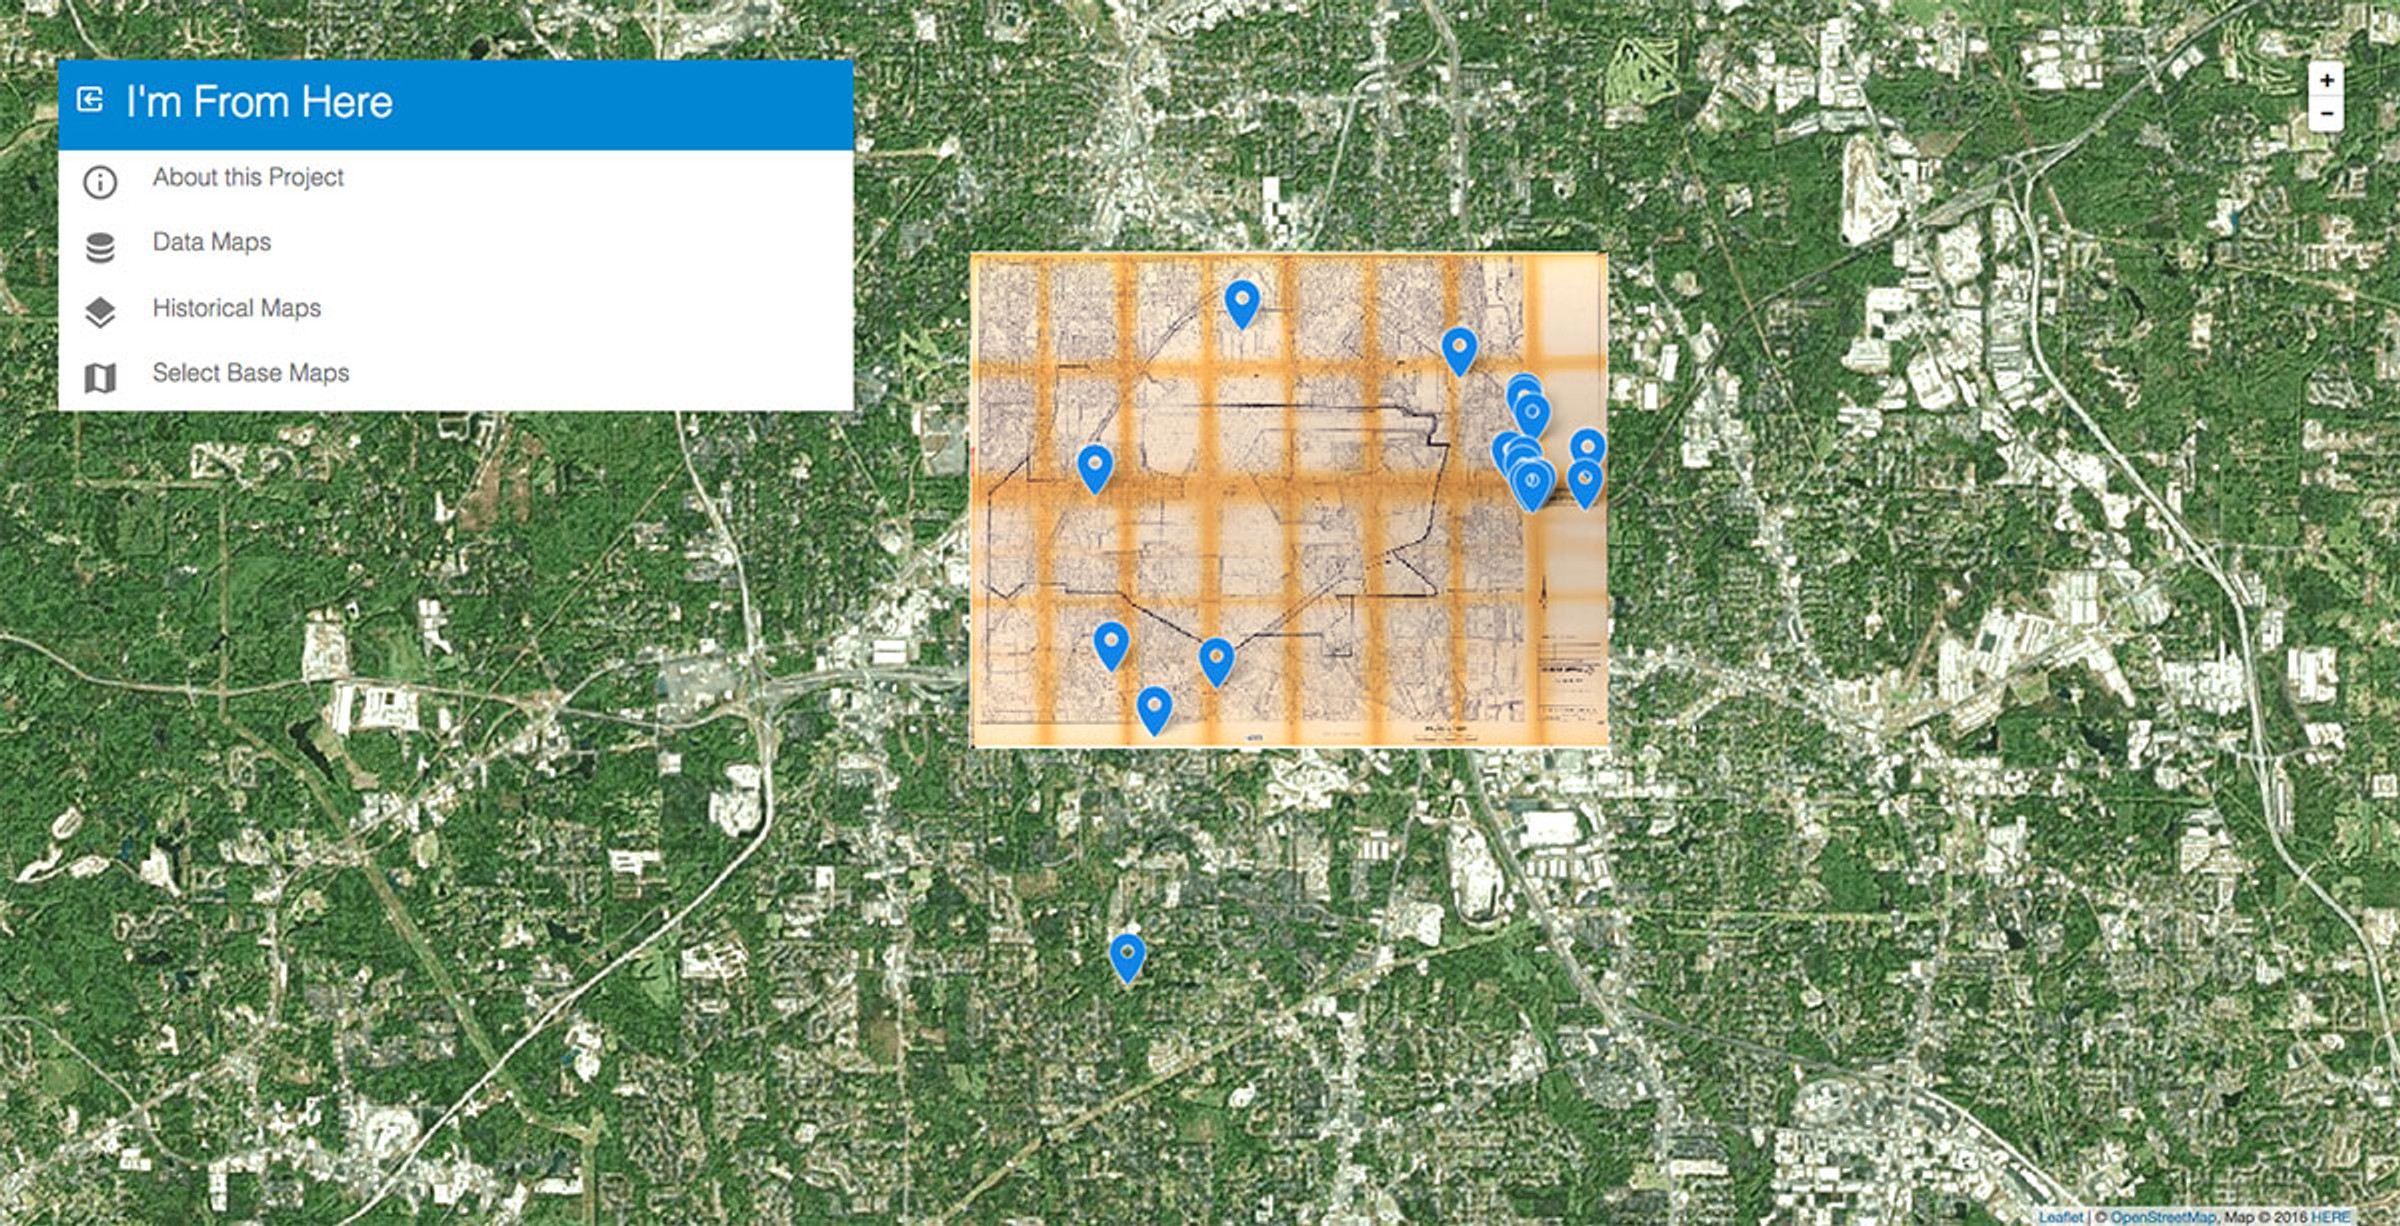 I'm From Here
About this Project
Data Maps
Historical Maps
Select Base Maps
+
-
Leaflet | © OpenStreetMap, Map © 2016 HERE